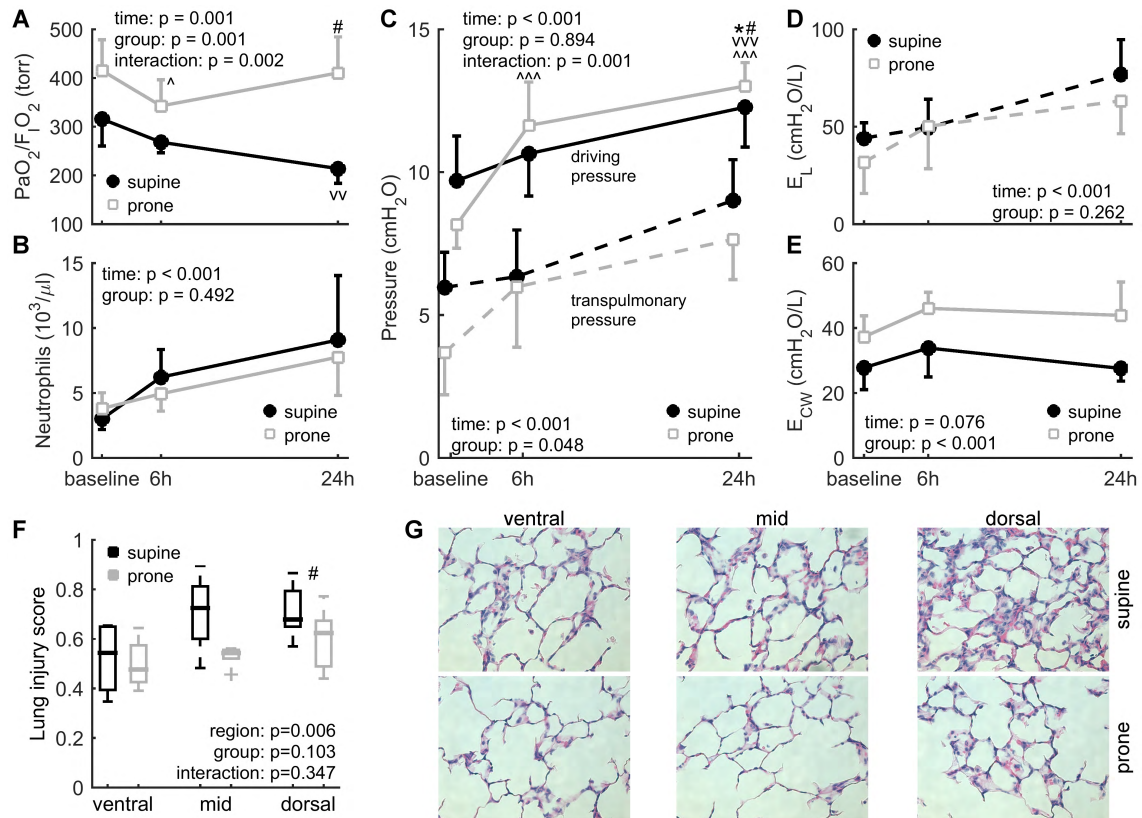 A
time: p = 0.001
group: p = 0.001
interaction: p = 0.002
#
^
vv
PaO2/FIO2 (torr)
500
400
300
200
100
supine
prone
B
time: p < 0.001
group: p = 0.492
Neutrophils (10³/µl)
15
10
5
0
supine
prone
baseline 6h 24h
C
time: p < 0.001
group: p = 0.894
interaction: p = 0.001
^^^
*#
vvv
^^^
Pressure (cmH2O)
15
10
5
0
driving
pressure
transpulmonary
pressure
time: p < 0.001
group: p = 0.048
supine
prone
baseline 6h 24h
D
EL (cmH2O/L)
100
50
0
supine
prone
time: p < 0.001
group: p = 0.262
E
ECW (cmH2O/L)
60
40
20
0
time: p = 0.076
group: p < 0.001
supine
prone
baseline 6h 24h
F
Lung injury score
1
0.8
0.6
0.4
0.2
0
supine
prone
#
region: p=0.006
group: p=0.103
interaction: p=0.347
ventral mid dorsal
G
ventral mid dorsal
supine
prone